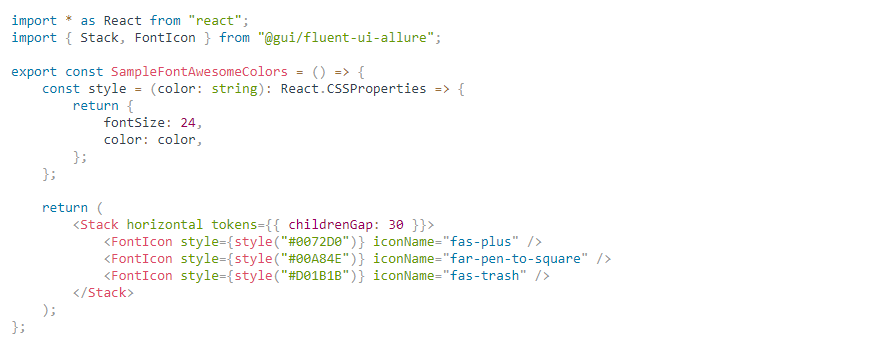 import * as React from "react";
import { Stack, FontIcon } from "@gui/fluent-ui-allure";

export const SampleFontAwesomeColors = () => {
    const style = (color: string): React.CSSProperties => {
        return {
            fontSize: 24,
            color: color,
        };
    };

    return (
        <Stack horizontal tokens={{ childrenGap: 30 }}>
            <FontIcon style={style("#0072D0")} iconName="fas-plus" />
            <FontIcon style={style("#00A84E")} iconName="far-pen-to-square" />
            <FontIcon style={style("#D01B1B")} iconName="fas-trash" />
        </Stack>
    );
};